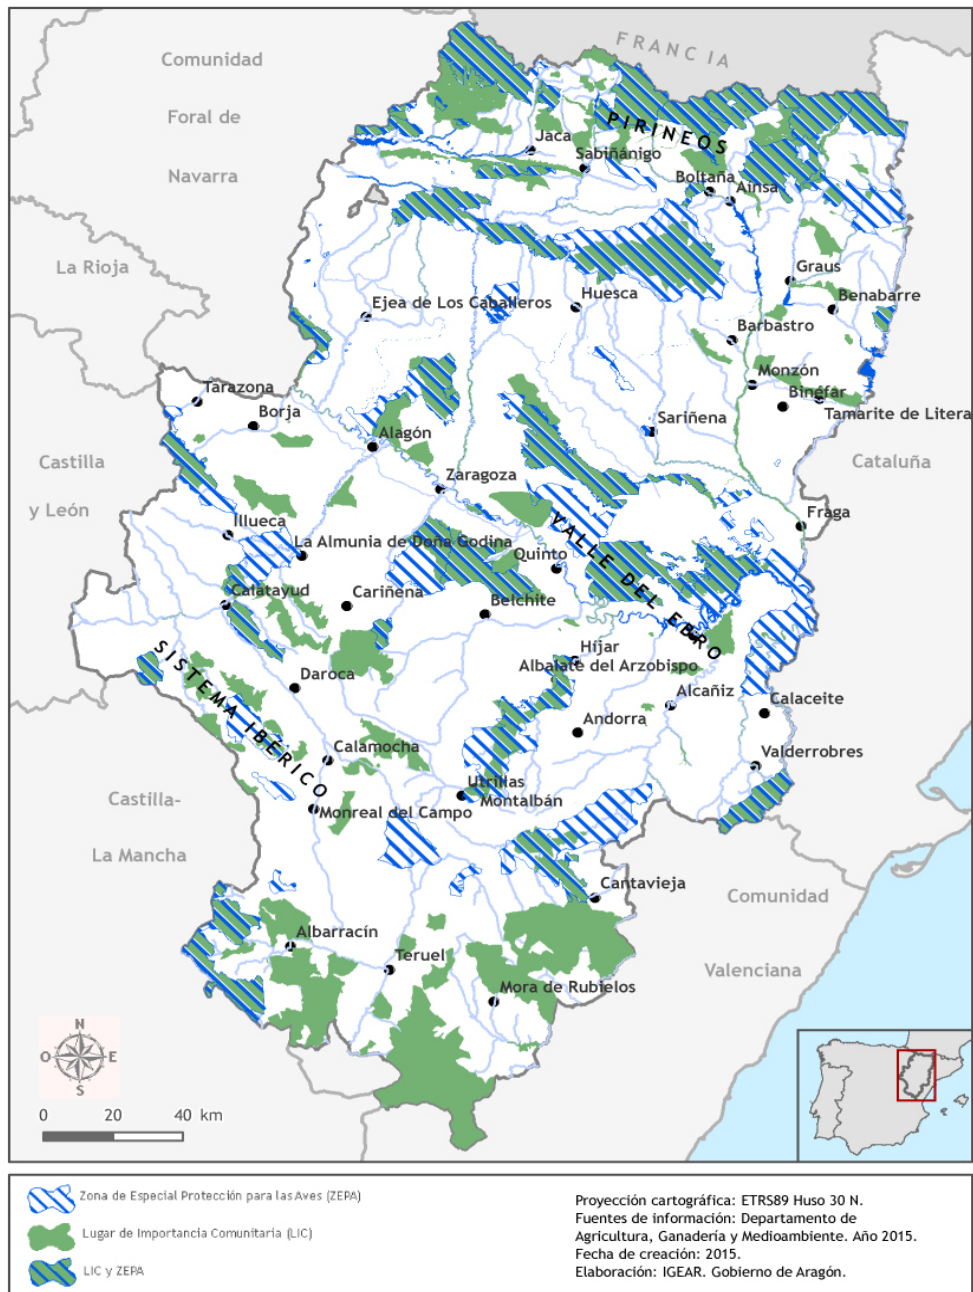 FRANCIA
Comunidad
Foral de
Navarra
PIRINEOS
Jaca
Sabiñánigo
Boltaña
Aínsa
La Rioja
Graus
Ejea de Los Caballeros
Huesca
Benabarre
Barbastro
Monzón
Tarazona
Binéfar
Borja
Sariñena
Tamarite de Litera
Alagón
Castilla
y León
Cataluña
Zaragoza
Illueca
Fraga
VALLE DEL EBRO
La Almunia de Doña Godina
Quinto
Calatayud
Cariñena
Belchite
SISTEMA IBÉRICO
Híjar
Albalate del Arzobispo
Daroca
Alcañiz
Calaceite
Andorra
Calamocha
Valderrobres
Utrillas
Castilla-
La Mancha
Montalbán
Monreal del Campo
Cantavieja
Comunidad
Valenciana
Albarracín
Teruel
Mora de Rubielos
N
O
E
S
0 20 40 km
Zona de Especial Protección para las Aves (ZEPA)
Lugar de Importancia Comunitaria (LIC)
LIC y ZEPA
Proyección cartográfica: ETRS89 Huso 30 N.
Fuentes de información: Departamento de
Agricultura, Ganadería y Medioambiente. Año 2015.
Fecha de creación: 2015.
Elaboración: IGEAR. Gobierno de Aragón.